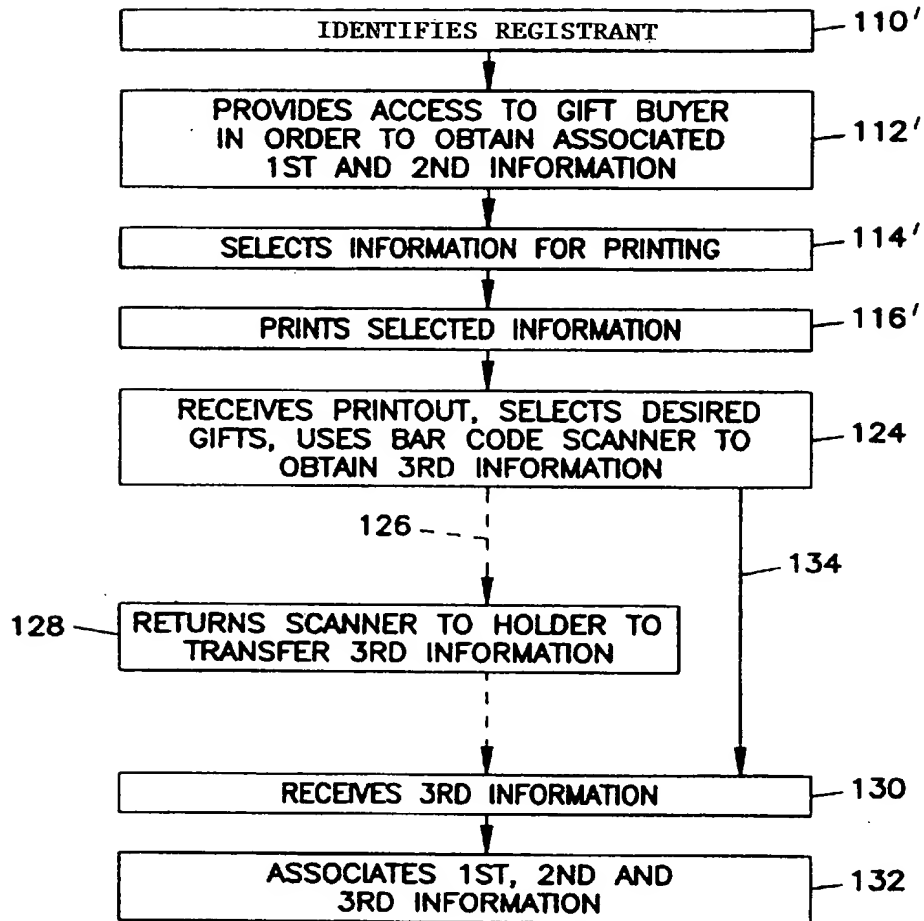 IDENTIFIES REGISTRANT
110'
PROVIDES ACCESS TO GIFT BUYER
IN ORDER TO OBTAIN ASSOCIATED
1ST AND 2ND INFORMATION
112'
SELECTS INFORMATION FOR PRINTING
114'
PRINTS SELECTED INFORMATION
116'
RECEIVES PRINTOUT, SELECTS DESIRED
GIFTS, USES BAR CODE SCANNER TO
OBTAIN 3RD INFORMATION
124
126
134
128
RETURNS SCANNER TO HOLDER TO
TRANSFER 3RD INFORMATION
RECEIVES 3RD INFORMATION
130
ASSOCIATES 1ST, 2ND AND
3RD INFORMATION
132